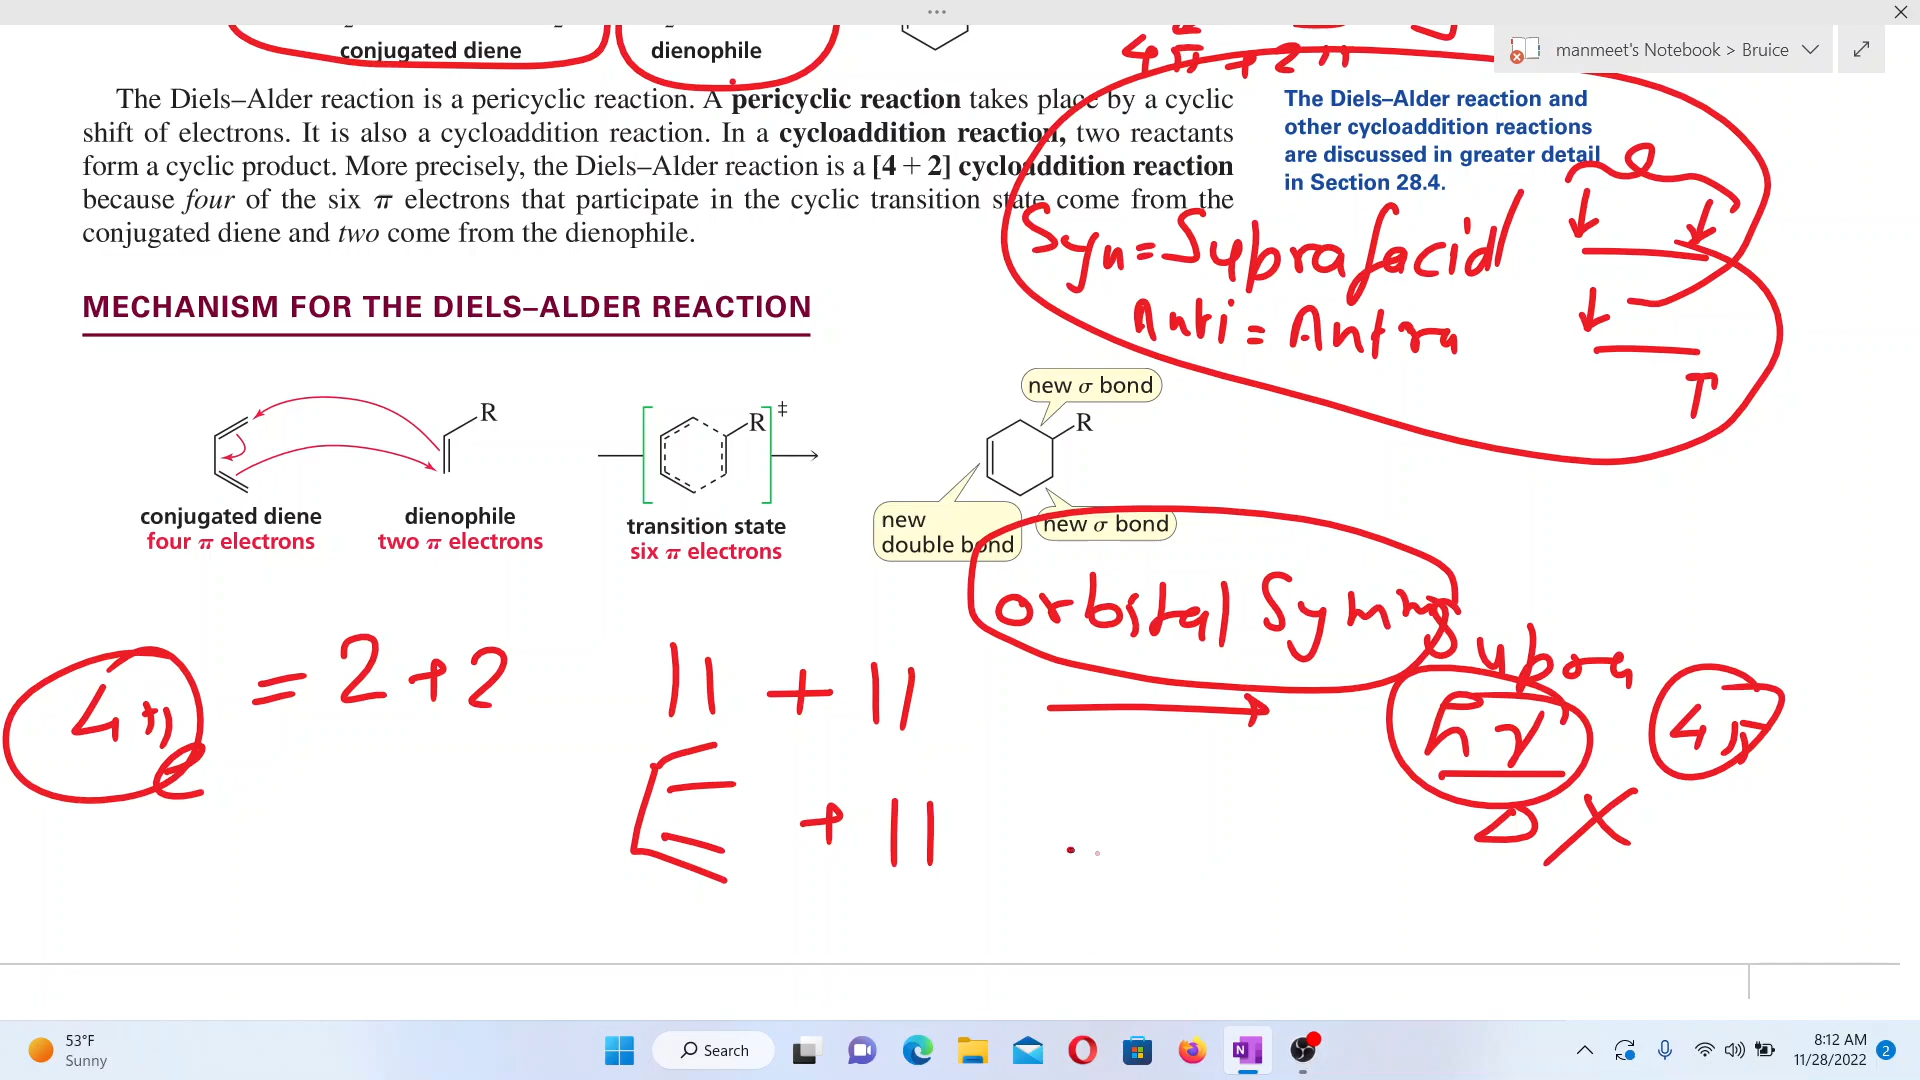 manmeet's Notebook > Bruice
conjugated diene
dienophile
4π + 2π
The Diels–Alder reaction is a pericyclic reaction. A pericyclic reaction takes place by a cyclic
shift of electrons. It is also a cycloaddition reaction. In a cycloaddition reaction, two reactants
form a cyclic product. More precisely, the Diels–Alder reaction is a [4 + 2] cycloaddition reaction
because four of the six π electrons that participate in the cyclic transition state come from the
conjugated diene and two come from the dienophile.
The Diels–Alder reaction and
other cycloaddition reactions
are discussed in greater detail
in Section 28.4.
Syn = Suprafacial
Anti = Antra
MECHANISM FOR THE DIELS–ALDER REACTION
R
R
‡
R
new σ bond
new σ bond
new
double bond
conjugated diene
four π electrons
dienophile
two π electrons
transition state
six π electrons
orbital Symm
Supra
4π e = 2+2
+
hν
4π
+
Δ X
53°F
Sunny
Search
8:12 AM
11/28/2022
2